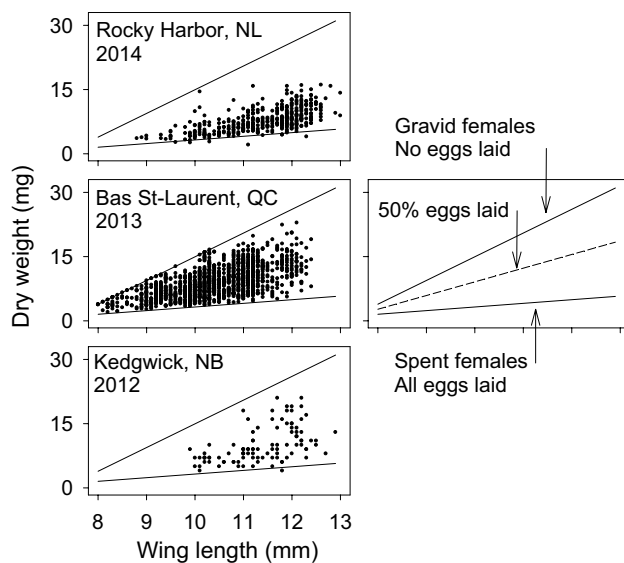 Rocky Harbor, NL
2014
30
15
0
Bas St-Laurent, QC
2013
30
15
0
Kedgwick, NB
2012
30
15
0
8 9 10 11 12 13
Wing length (mm)
Dry weight (mg)
Gravid females
No eggs laid
50% eggs laid
Spent females
All eggs laid